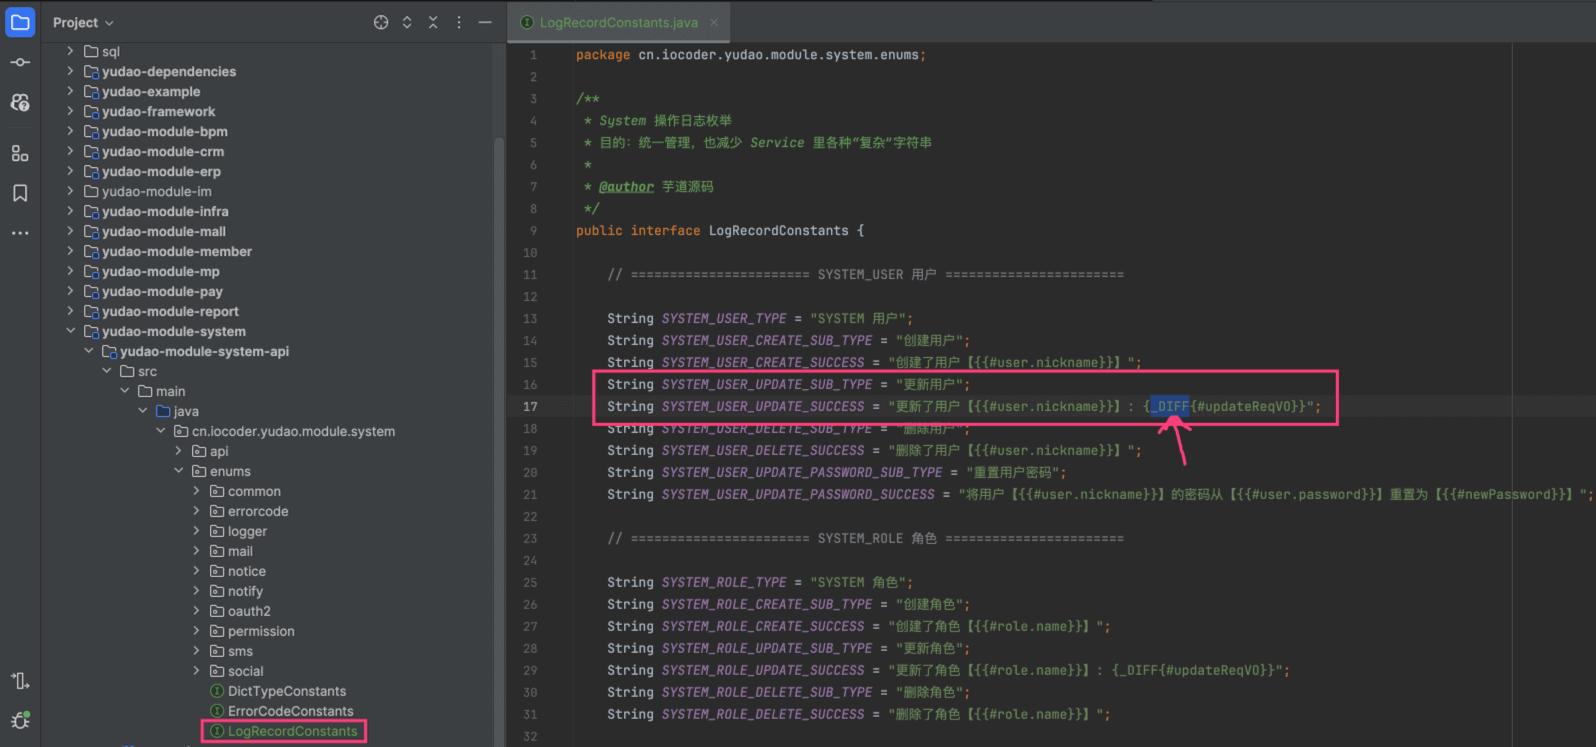 Project
sql
yudao-dependencies
yudao-example
yudao-framework
yudao-module-bpm
yudao-module-crm
yudao-module-erp
yudao-module-im
yudao-module-infra
yudao-module-mall
yudao-module-member
yudao-module-mp
yudao-module-pay
yudao-module-report
yudao-module-system
yudao-module-system-api
src
main
java
cn.iocoder.yudao.module.system
api
enums
common
errorcode
logger
mail
notice
notify
oauth2
permission
sms
social
DictTypeConstants
ErrorCodeConstants
LogRecordConstants
LogRecordConstants.java
1 package cn.iocoder.yudao.module.system.enums;
2
3 /**
4 * System 操作日志枚举
5 * 目的：统一管理，也减少 Service 里各种“复杂”字符串
6 *
7 * @author 芋道源码
8 */
9 public interface LogRecordConstants {
10
11 // ======================= SYSTEM_USER 用户 =======================
12
13 String SYSTEM_USER_TYPE = "SYSTEM 用户";
14 String SYSTEM_USER_CREATE_SUB_TYPE = "创建用户";
15 String SYSTEM_USER_CREATE_SUCCESS = "创建了用户【{{#user.nickname}}】";
16 String SYSTEM_USER_UPDATE_SUB_TYPE = "更新用户";
17 String SYSTEM_USER_UPDATE_SUCCESS = "更新了用户【{{#user.nickname}}】: {_DIFF{#updateReqVO}}";
18 String SYSTEM_USER_DELETE_SUB_TYPE = "删除用户";
19 String SYSTEM_USER_DELETE_SUCCESS = "删除了用户【{{#user.nickname}}】";
20 String SYSTEM_USER_UPDATE_PASSWORD_SUB_TYPE = "重置用户密码";
21 String SYSTEM_USER_UPDATE_PASSWORD_SUCCESS = "将用户【{{#user.nickname}}】的密码从【{{#user.password}}】重置为【{{#newPassword}}】";
22
23 // ======================= SYSTEM_ROLE 角色 =======================
24
25 String SYSTEM_ROLE_TYPE = "SYSTEM 角色";
26 String SYSTEM_ROLE_CREATE_SUB_TYPE = "创建角色";
27 String SYSTEM_ROLE_CREATE_SUCCESS = "创建了角色【{{#role.name}}】";
28 String SYSTEM_ROLE_UPDATE_SUB_TYPE = "更新角色";
29 String SYSTEM_ROLE_UPDATE_SUCCESS = "更新了角色【{{#role.name}}】: {_DIFF{#updateReqVO}}";
30 String SYSTEM_ROLE_DELETE_SUB_TYPE = "删除角色";
31 String SYSTEM_ROLE_DELETE_SUCCESS = "删除了角色【{{#role.name}}】";
32